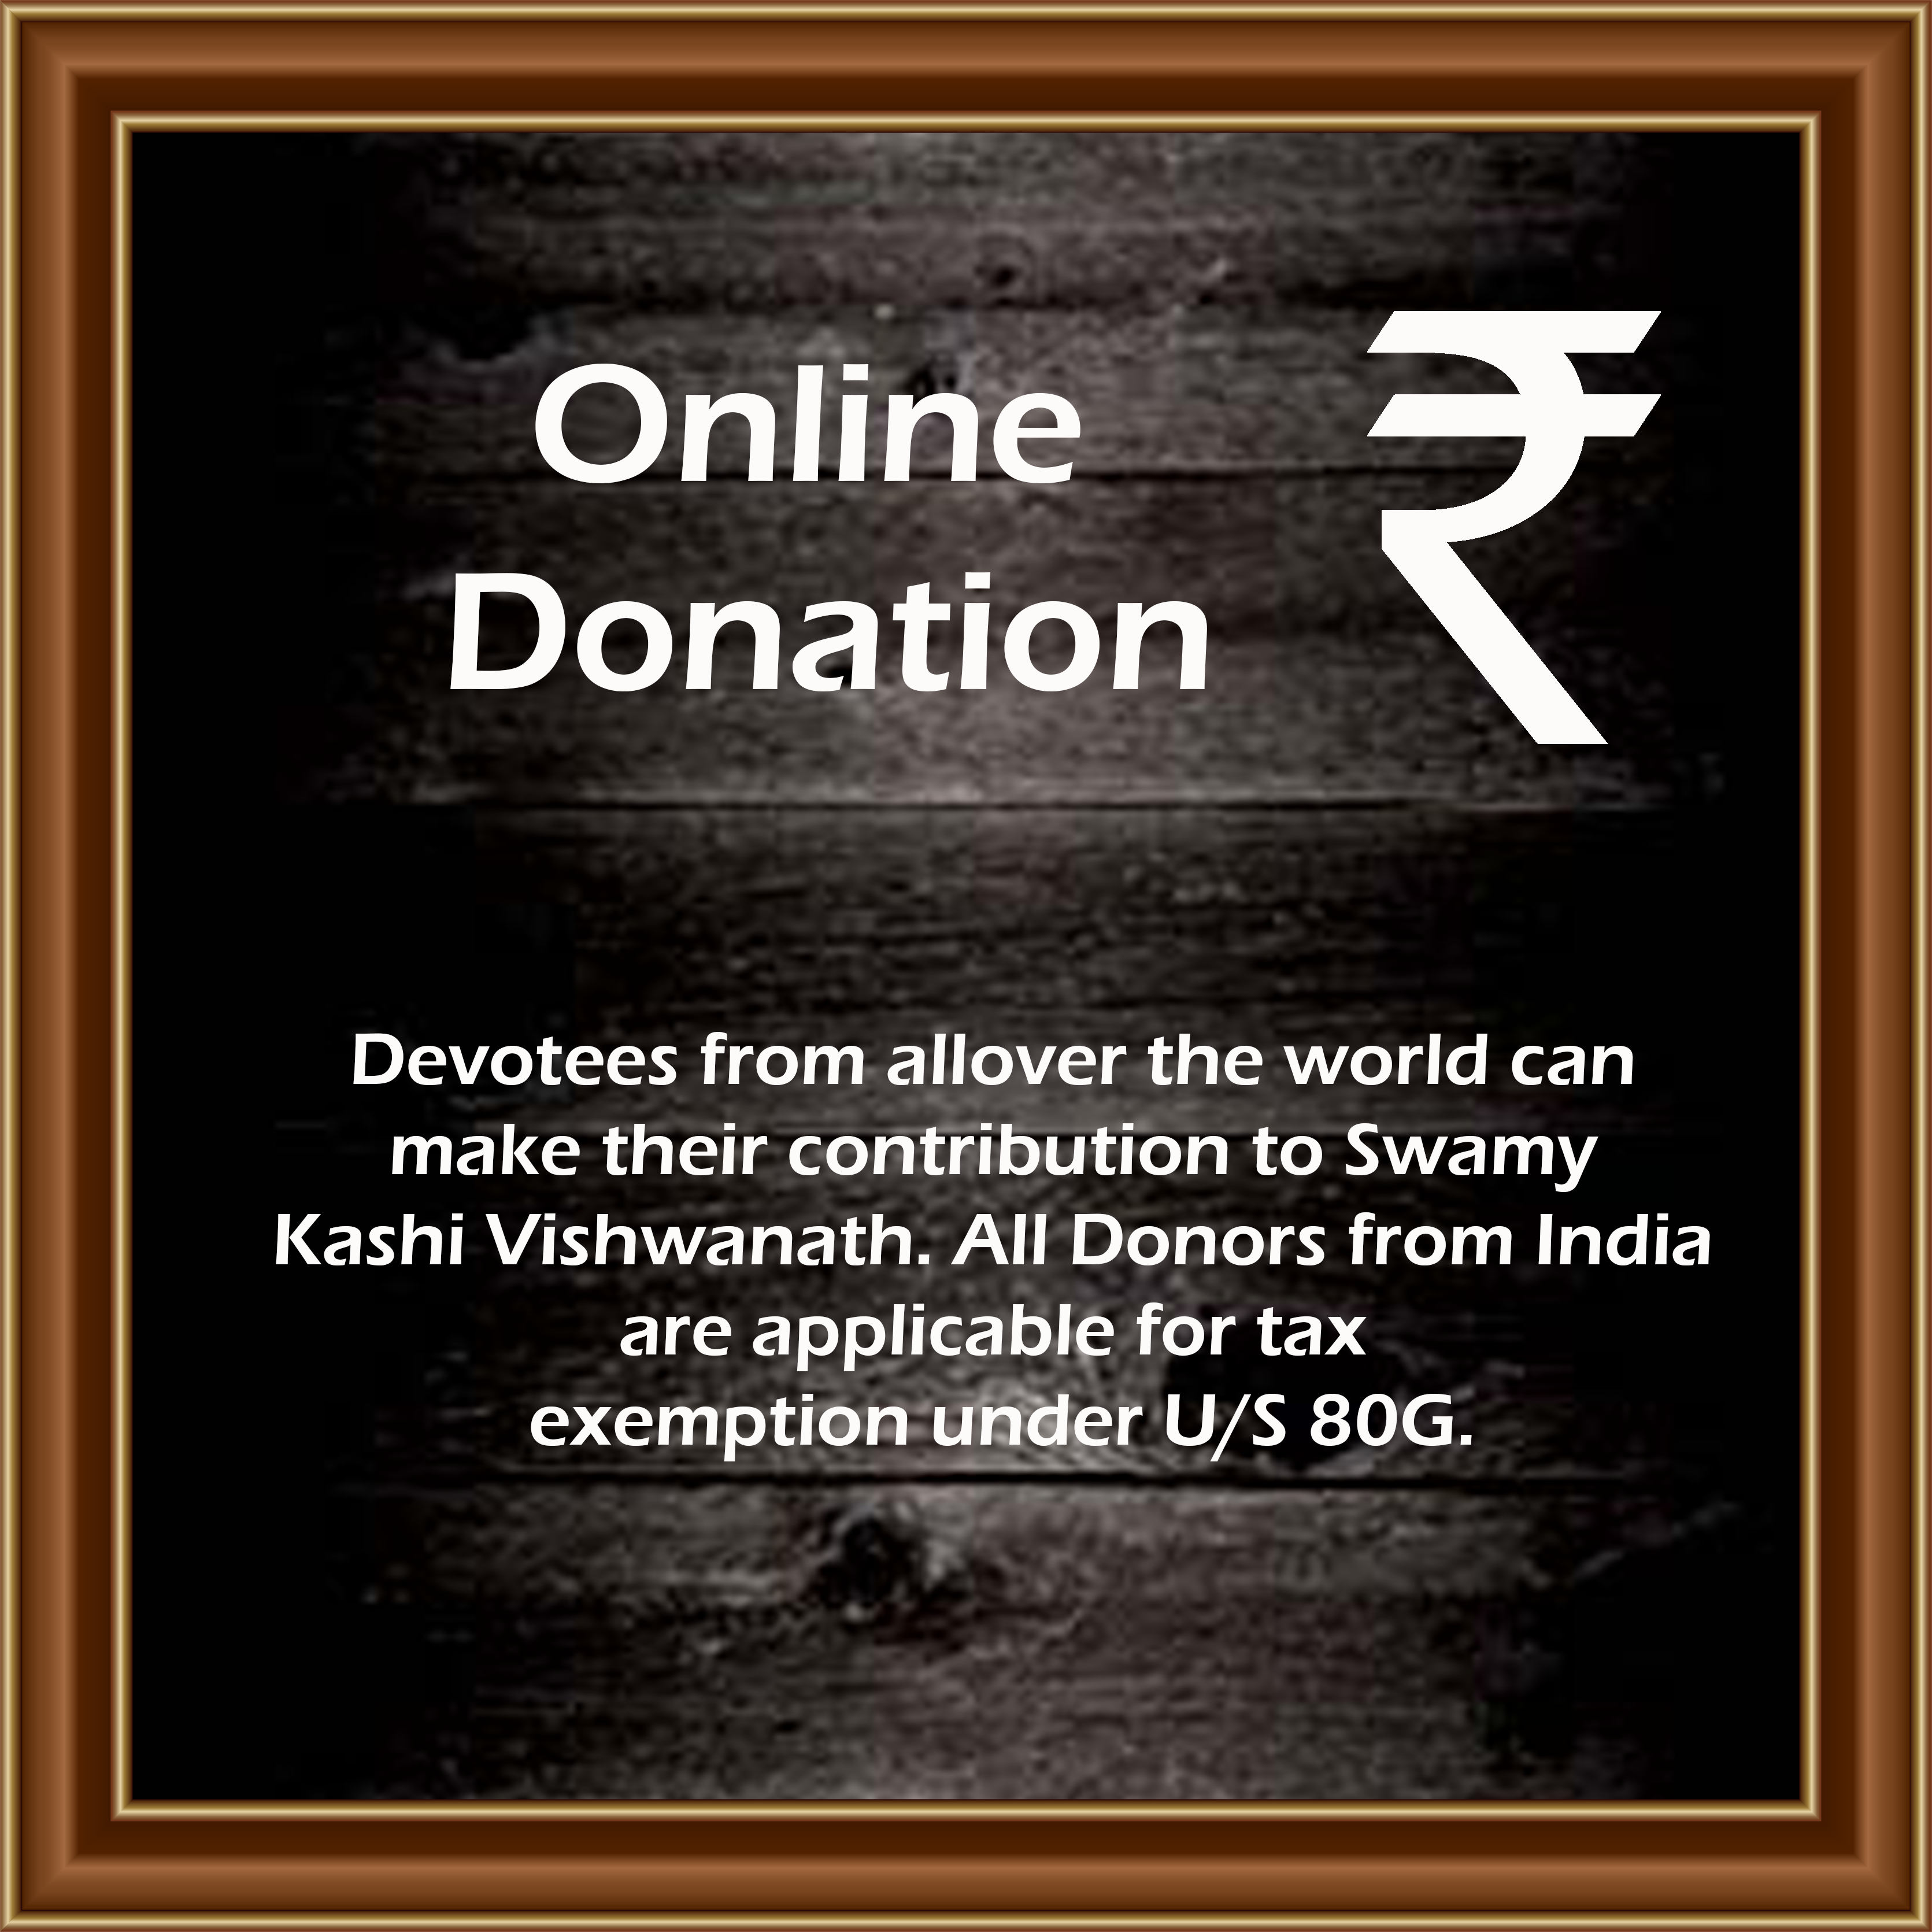 Online
Donation
₹
Devotees from allover the world can
make their contribution to Swamy
Kashi Vishwanath. All Donors from India
are applicable for tax
exemption under U/S 80G.